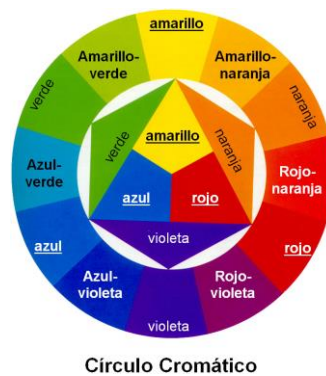 amarillo
Amarillo-
verde
Amarillo-
naranja
verde
naranja
amarillo
verde
naranja
Azul-
verde
Rojo-
naranja
azul
rojo
azul
rojo
violeta
Azul-
violeta
Rojo-
violeta
violeta
Círculo Cromático